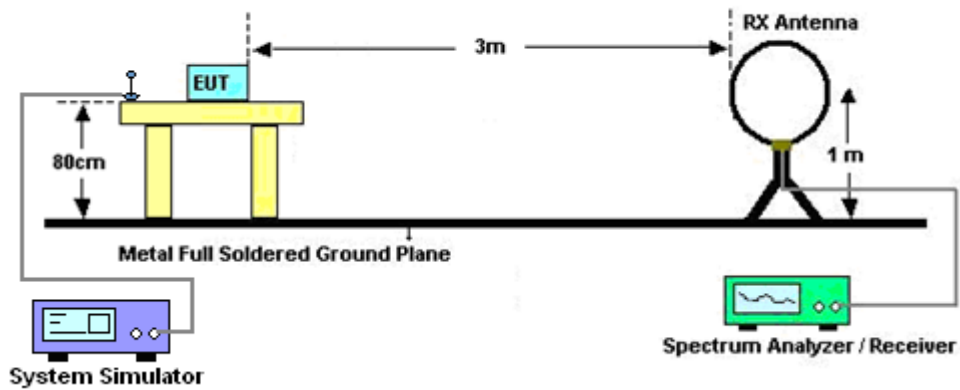 RX Antenna
3m
EUT
80cm
1 m
Metal Full Soldered Ground Plane
System Simulator
Spectrum Analyzer / Receiver